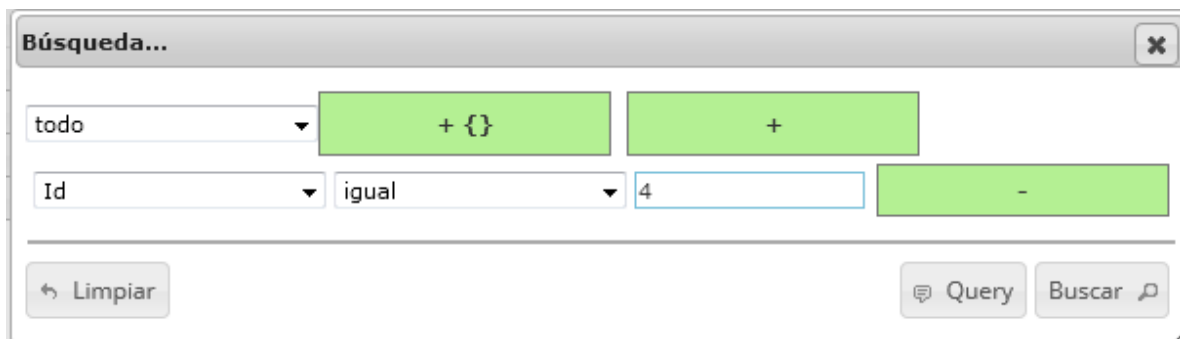 Búsqueda...
todo + {} +
Id igual 4 -
Limpiar Query Buscar